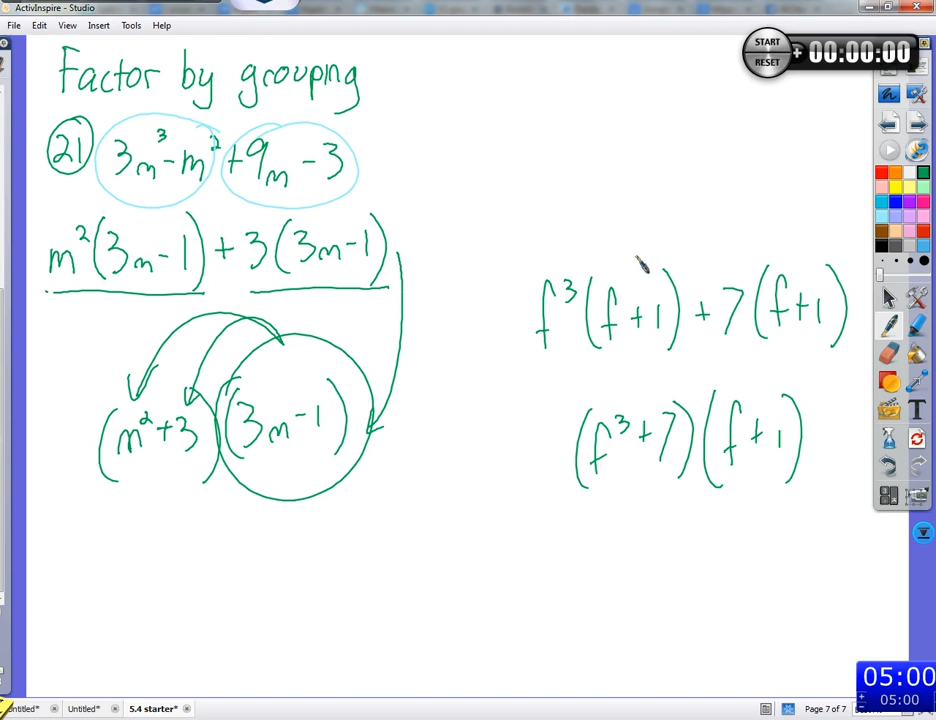 ActivInspire - Studio
File Edit View Insert Tools Help
START
RESET
+ 00:00:00
Factor by grouping
21 3m³-m² +9m-3
m²(3m-1) + 3(3m-1)
(m²+3)(3m-1)
f³(f+1) + 7(f+1)
(f³+7)(f+1)
T
05:00
05:00
ntitled*
Untitled*
5.4 starter*
Page 7 of 7